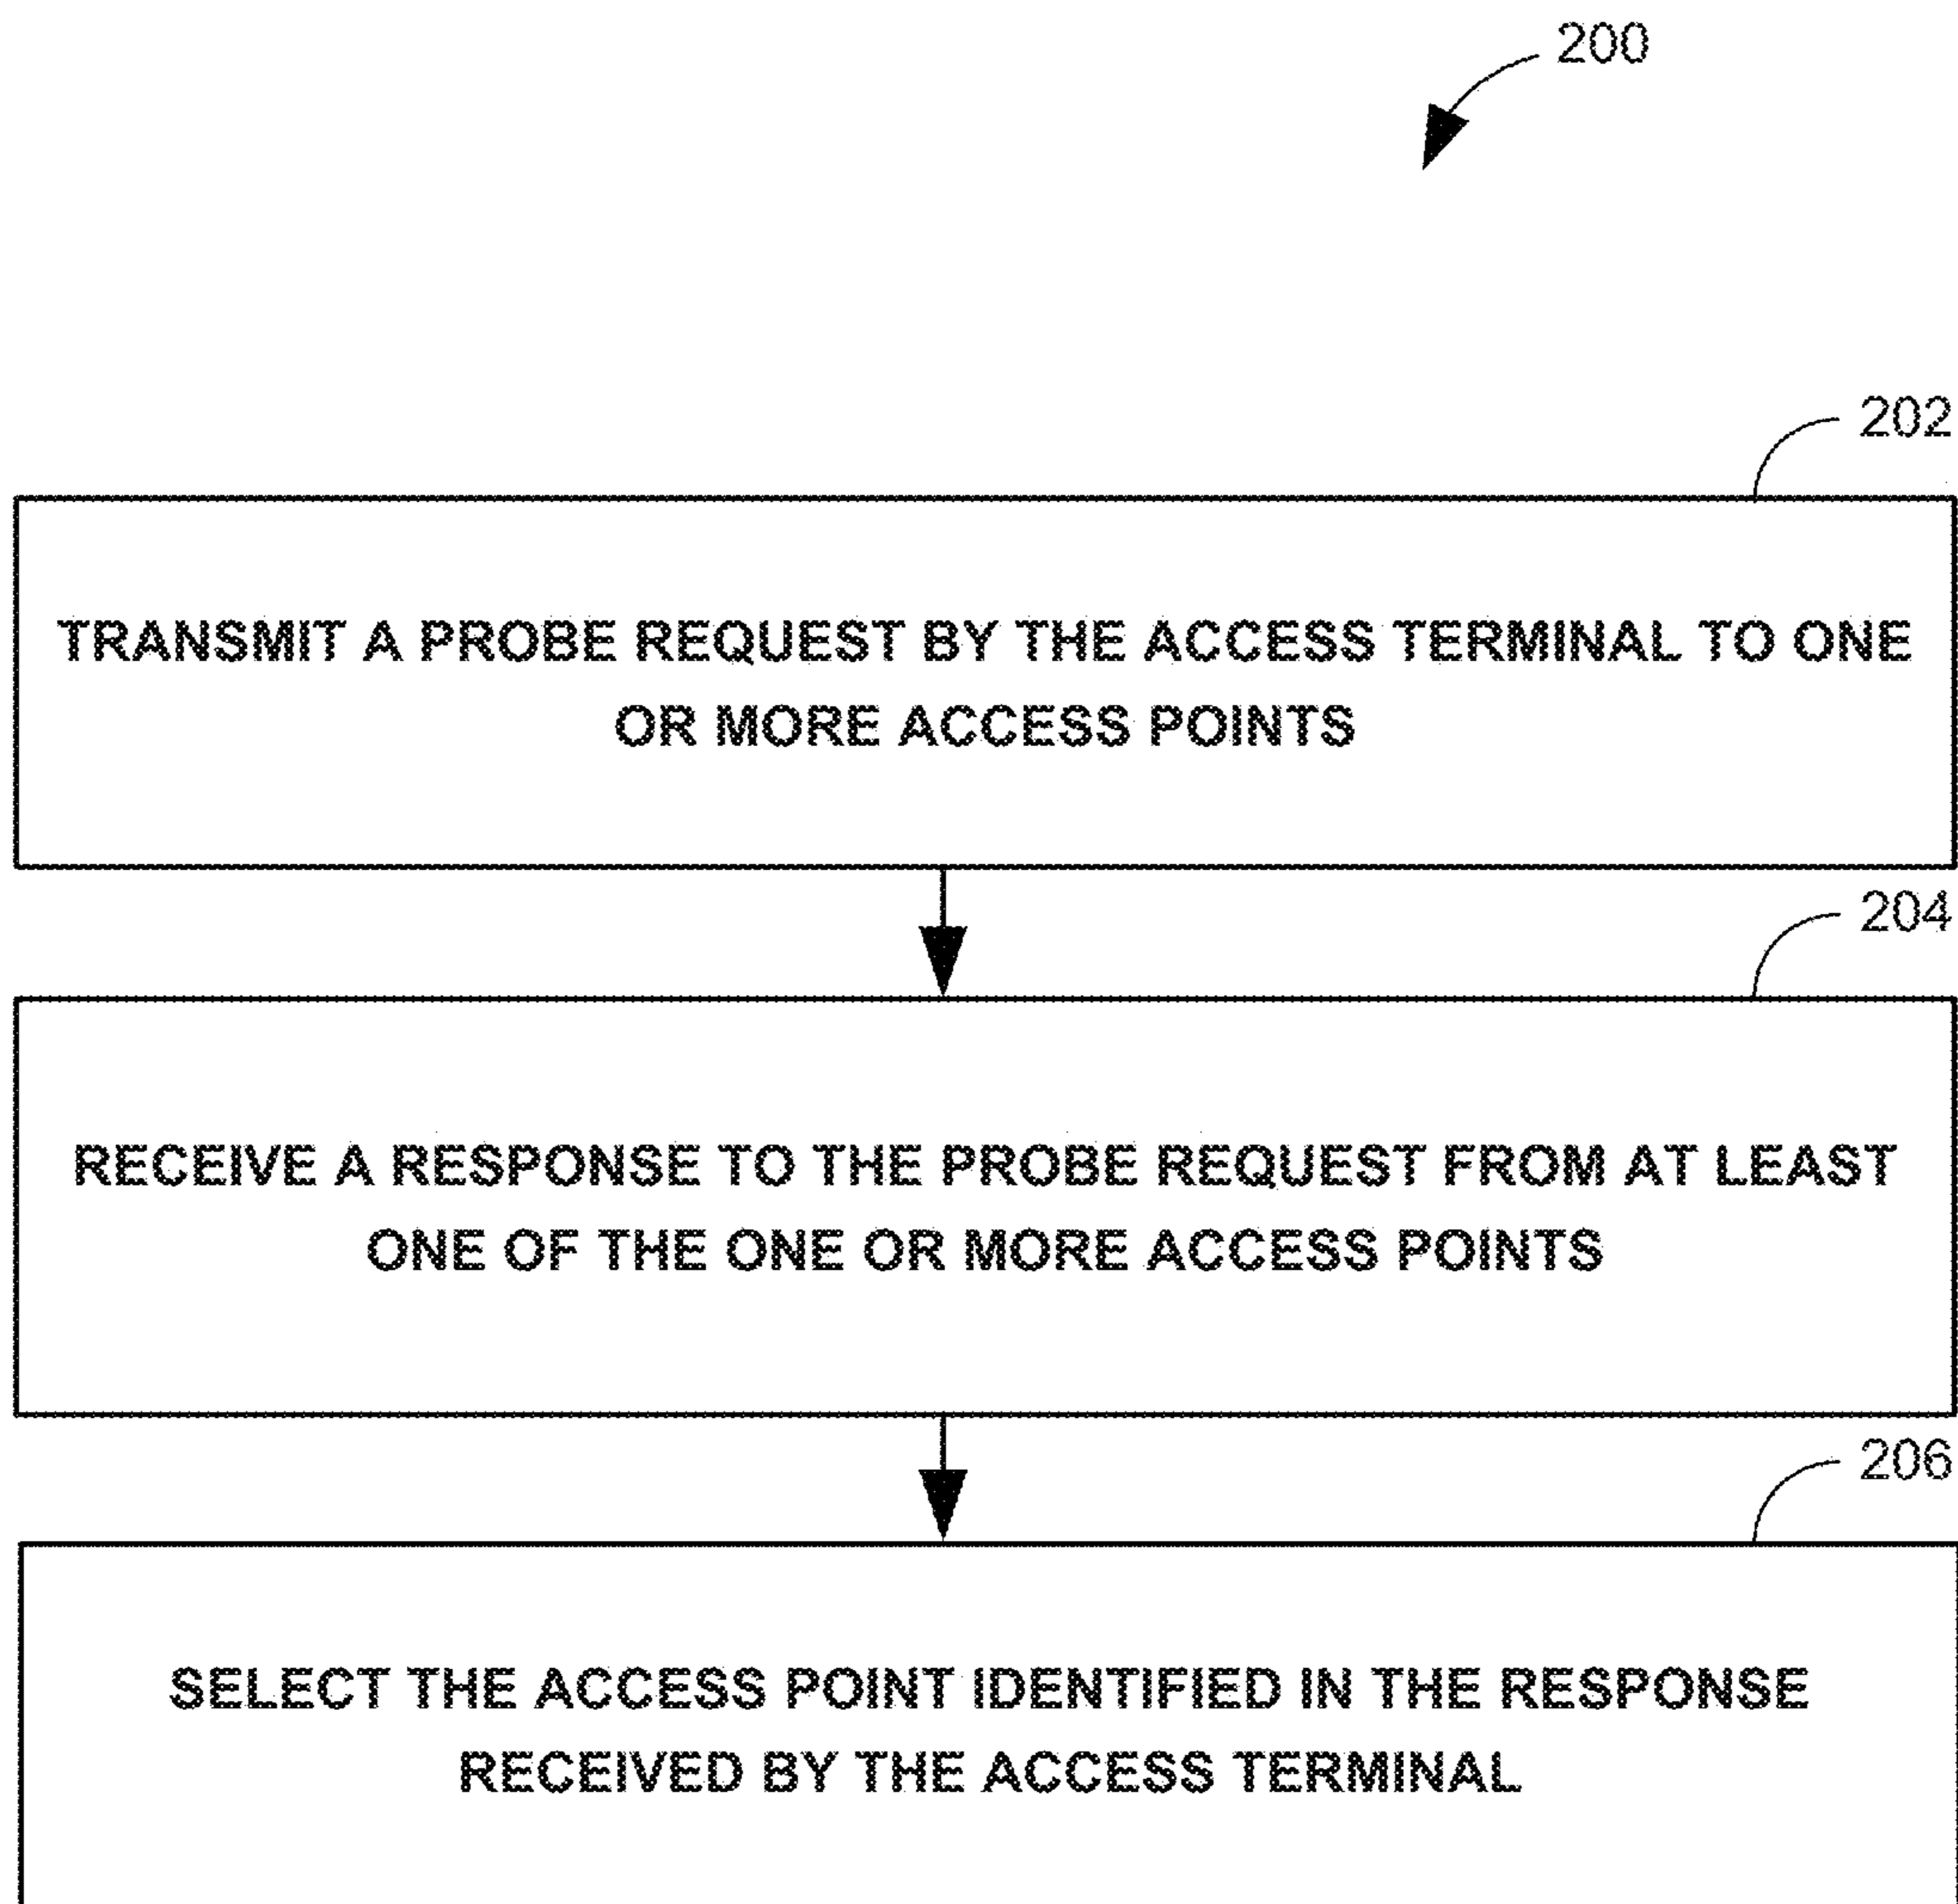 200
202
TRANSMIT A PROBE REQUEST BY THE ACCESS TERMINAL TO ONE
OR MORE ACCESS POINTS
204
RECEIVE A RESPONSE TO THE PROBE REQUEST FROM AT LEAST
ONE OF THE ONE OR MORE ACCESS POINTS
206
SELECT THE ACCESS POINT IDENTIFIED IN THE RESPONSE
RECEIVED BY THE ACCESS TERMINAL